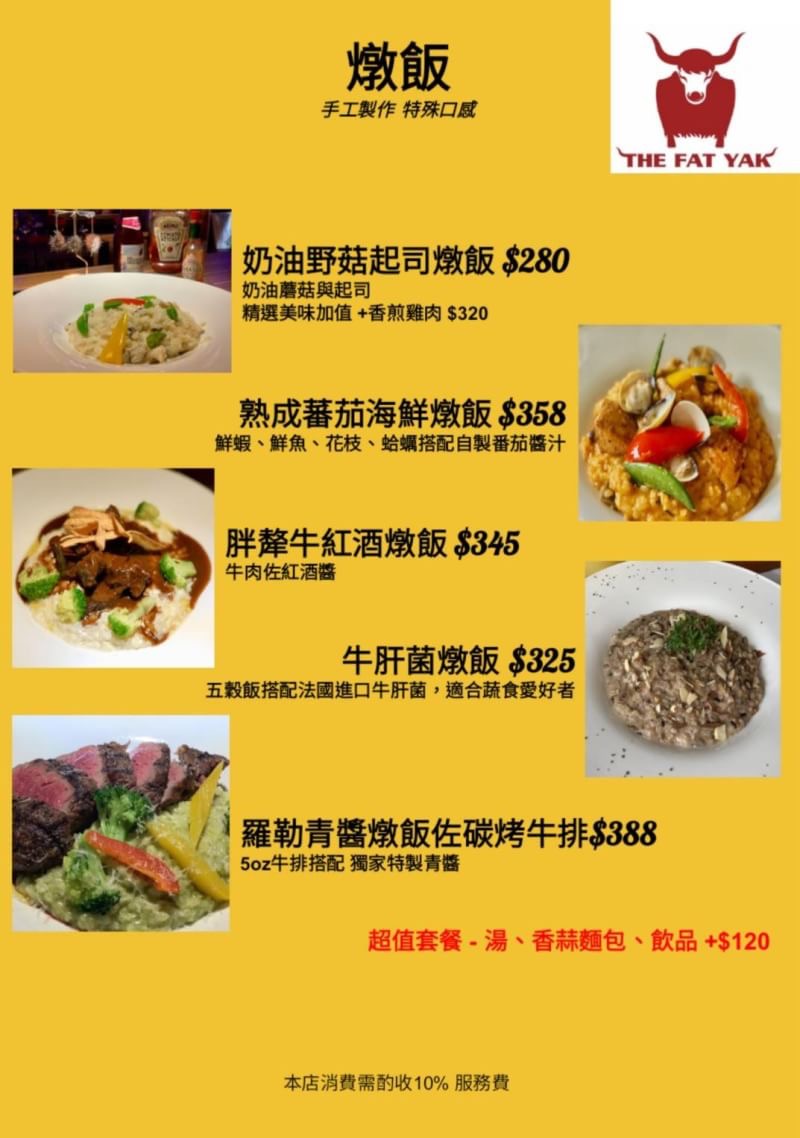 燉飯
手工製作 特殊口感
THE FAT YAK
奶油野菇起司燉飯 $280
奶油蘑菇與起司
精選美味加值 +香煎雞肉 $320
熟成蕃茄海鮮燉飯 $358
鮮蝦、鮮魚、花枝、蛤蠣搭配自製番茄醬汁
胖犛牛紅酒燉飯 $345
牛肉佐紅酒醬
牛肝菌燉飯 $325
五穀飯搭配法國進口牛肝菌，適合蔬食愛好者
羅勒青醬燉飯佐碳烤牛排$388
5oz牛排搭配 獨家特製青醬
超值套餐 - 湯、香蒜麵包、飲品 +$120
本店消費需酌收10% 服務費